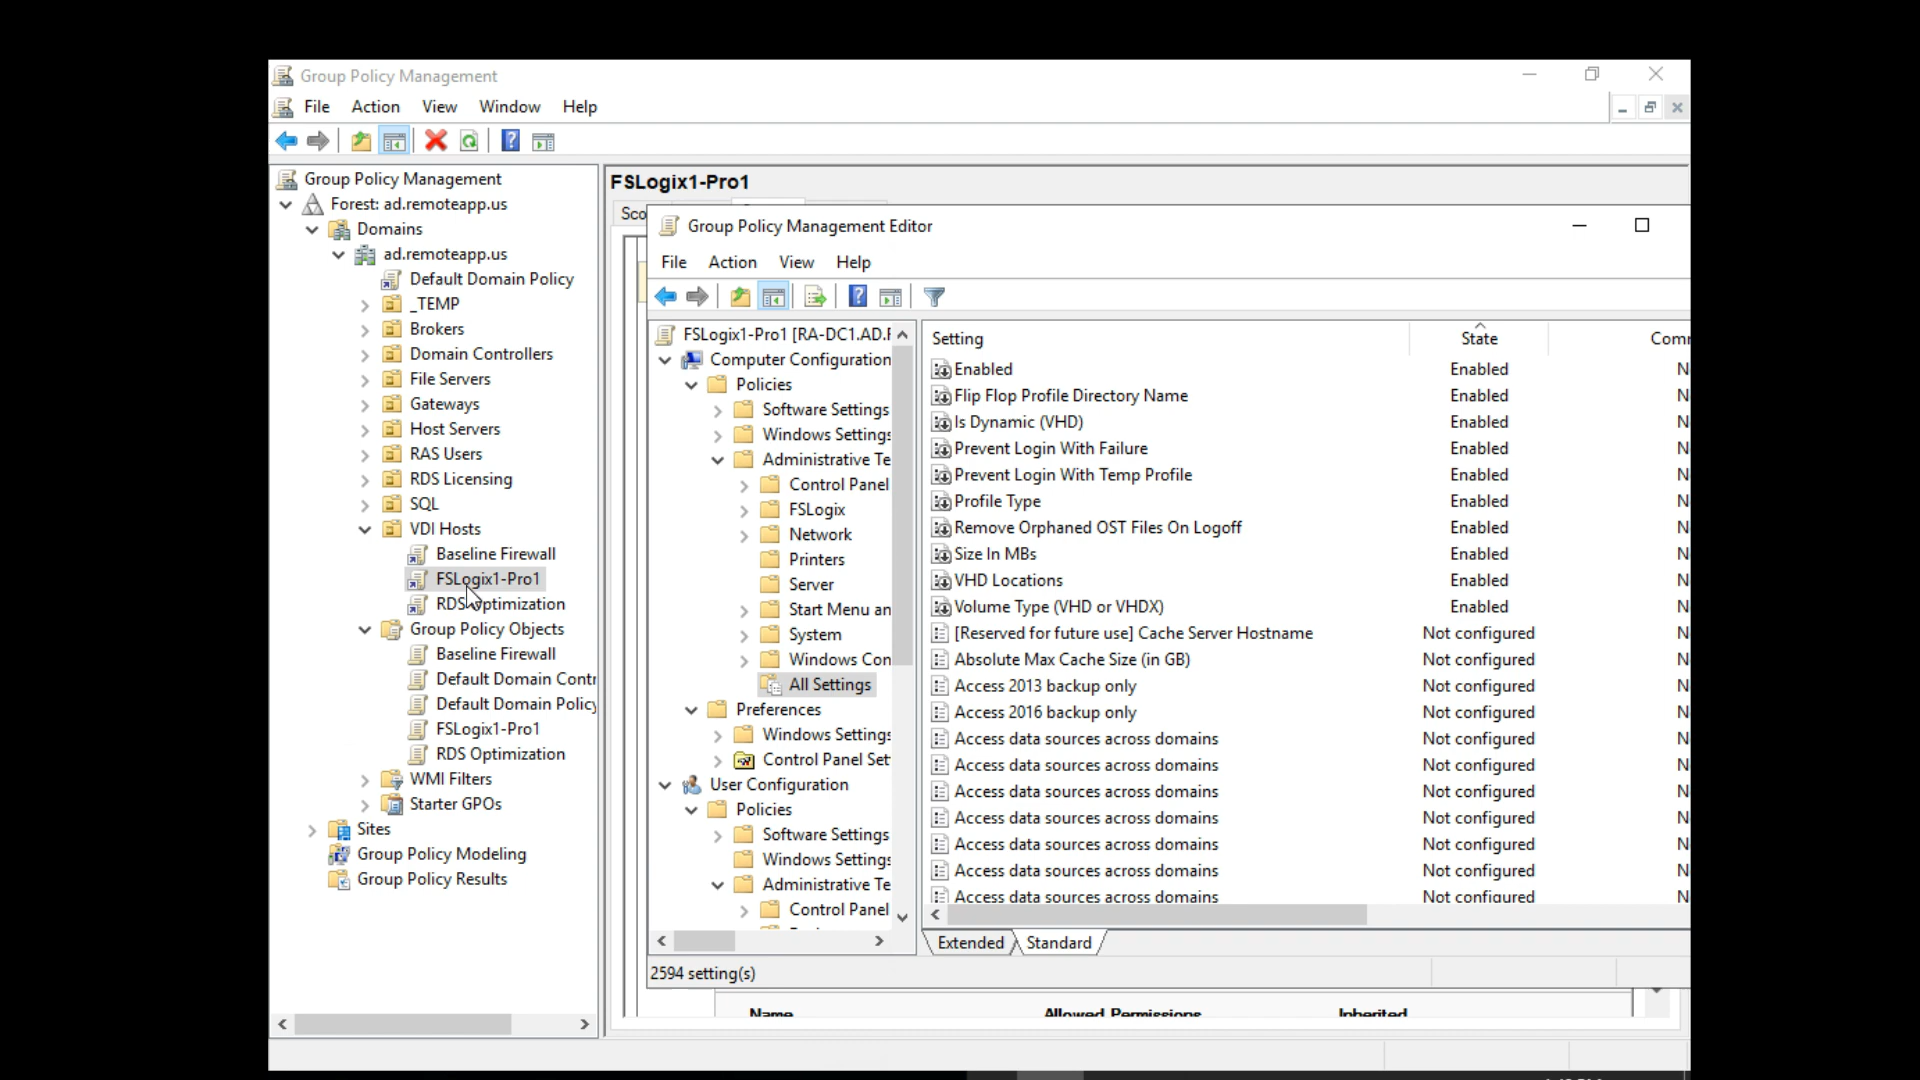 Group Policy Management
File Action View Window Help
Group Policy Management
Forest: ad.remoteapp.us
Domains
ad.remoteapp.us
Default Domain Policy
_TEMP
Brokers
Domain Controllers
File Servers
Gateways
Host Servers
RAS Users
RDS Licensing
SQL
VDI Hosts
Baseline Firewall
FSLogix1-Pro1
RDS Optimization
Group Policy Objects
Baseline Firewall
Default Domain Contr
Default Domain Policy
FSLogix1-Pro1
RDS Optimization
WMI Filters
Starter GPOs
Sites
Group Policy Modeling
Group Policy Results
FSLogix1-Pro1
Sco
Group Policy Management Editor
File Action View Help
FSLogix1-Pro1 [RA-DC1.AD.R
Computer Configuration
Policies
Software Settings
Windows Settings
Administrative Te
Control Panel
FSLogix
Network
Printers
Server
Start Menu an
System
Windows Con
All Settings
Preferences
Windows Settings
Control Panel Set
User Configuration
Policies
Software Settings
Windows Settings
Administrative Te
Control Panel
Setting State Comm
Enabled Enabled N
Flip Flop Profile Directory Name Enabled N
Is Dynamic (VHD) Enabled N
Prevent Login With Failure Enabled N
Prevent Login With Temp Profile Enabled N
Profile Type Enabled N
Remove Orphaned OST Files On Logoff Enabled N
Size In MBs Enabled N
VHD Locations Enabled N
Volume Type (VHD or VHDX) Enabled N
[Reserved for future use] Cache Server Hostname Not configured N
Absolute Max Cache Size (in GB) Not configured N
Access 2013 backup only Not configured N
Access 2016 backup only Not configured N
Access data sources across domains Not configured N
Access data sources across domains Not configured N
Access data sources across domains Not configured N
Access data sources across domains Not configured N
Access data sources across domains Not configured N
Access data sources across domains Not configured N
Access data sources across domains Not configured N
Extended Standard
2594 setting(s)
Name Allowed Permissions Inherited